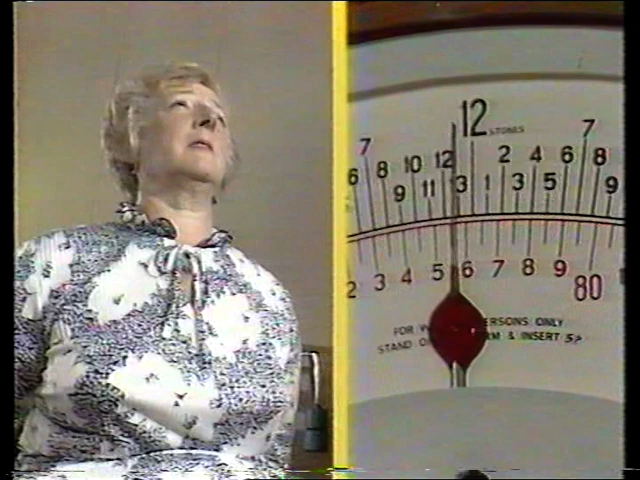 12 STONES
7 7
6 8 10 12 2 4 6 8
9 11 13 1 3 5 9
2 3 4 5 6 7 8 9 80
FOR ERSONS ONLY
STAND & INSERT 5P